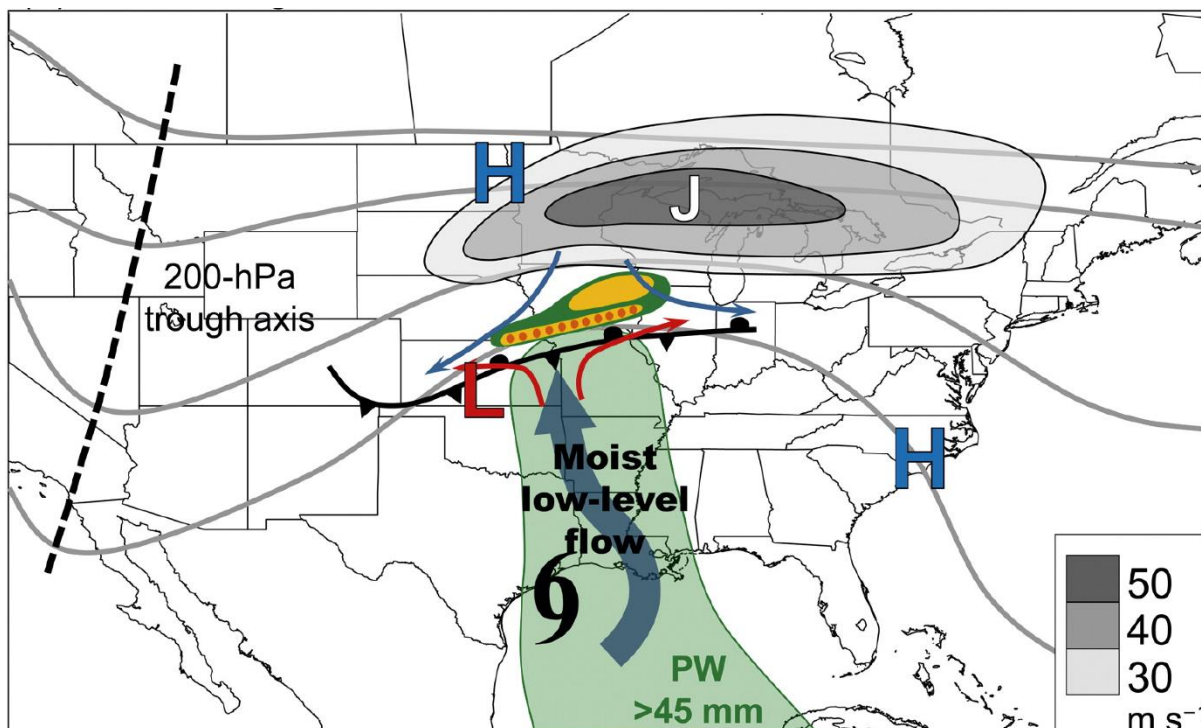 H
J
200-hPa
trough axis
L
H
Moist
low-level
flow
PW
>45 mm
50
40
30
m s⁻